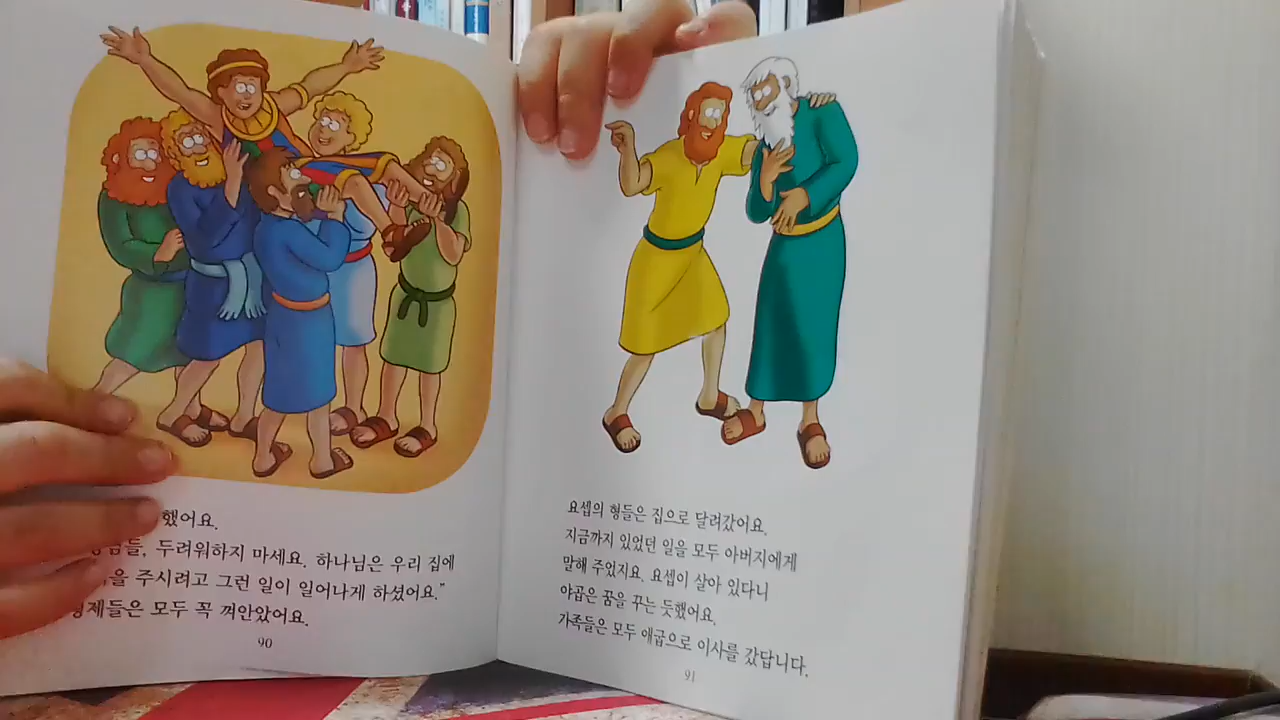 했어요.
두려워하지 마세요. 하나님은 우리 집에
을 주시려고 그런 일이 일어나게 하셨어요.”
형제들은 모두 꼭 껴안았어요.
90
요셉의 형들은 집으로 달려갔어요.
지금까지 있었던 일을 모두 아버지에게
말해 주었지요. 요셉이 살아 있다니
야곱은 꿈을 꾸는 듯했어요.
가족들은 모두 애굽으로 이사를 갔답니다.
91